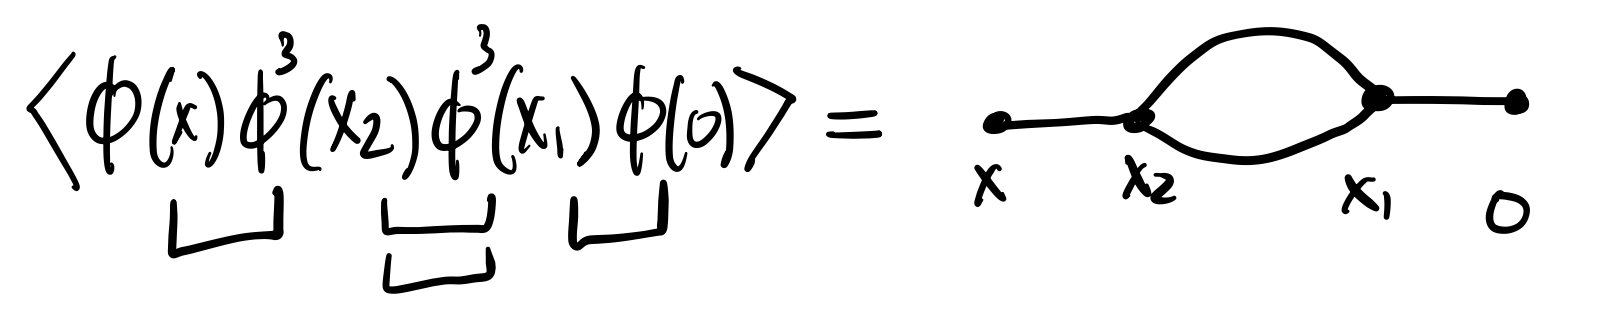 ⟨ϕ(x) ϕ³(x₂) ϕ³(x₁) ϕ(0)⟩ =
x x₂ x₁ 0